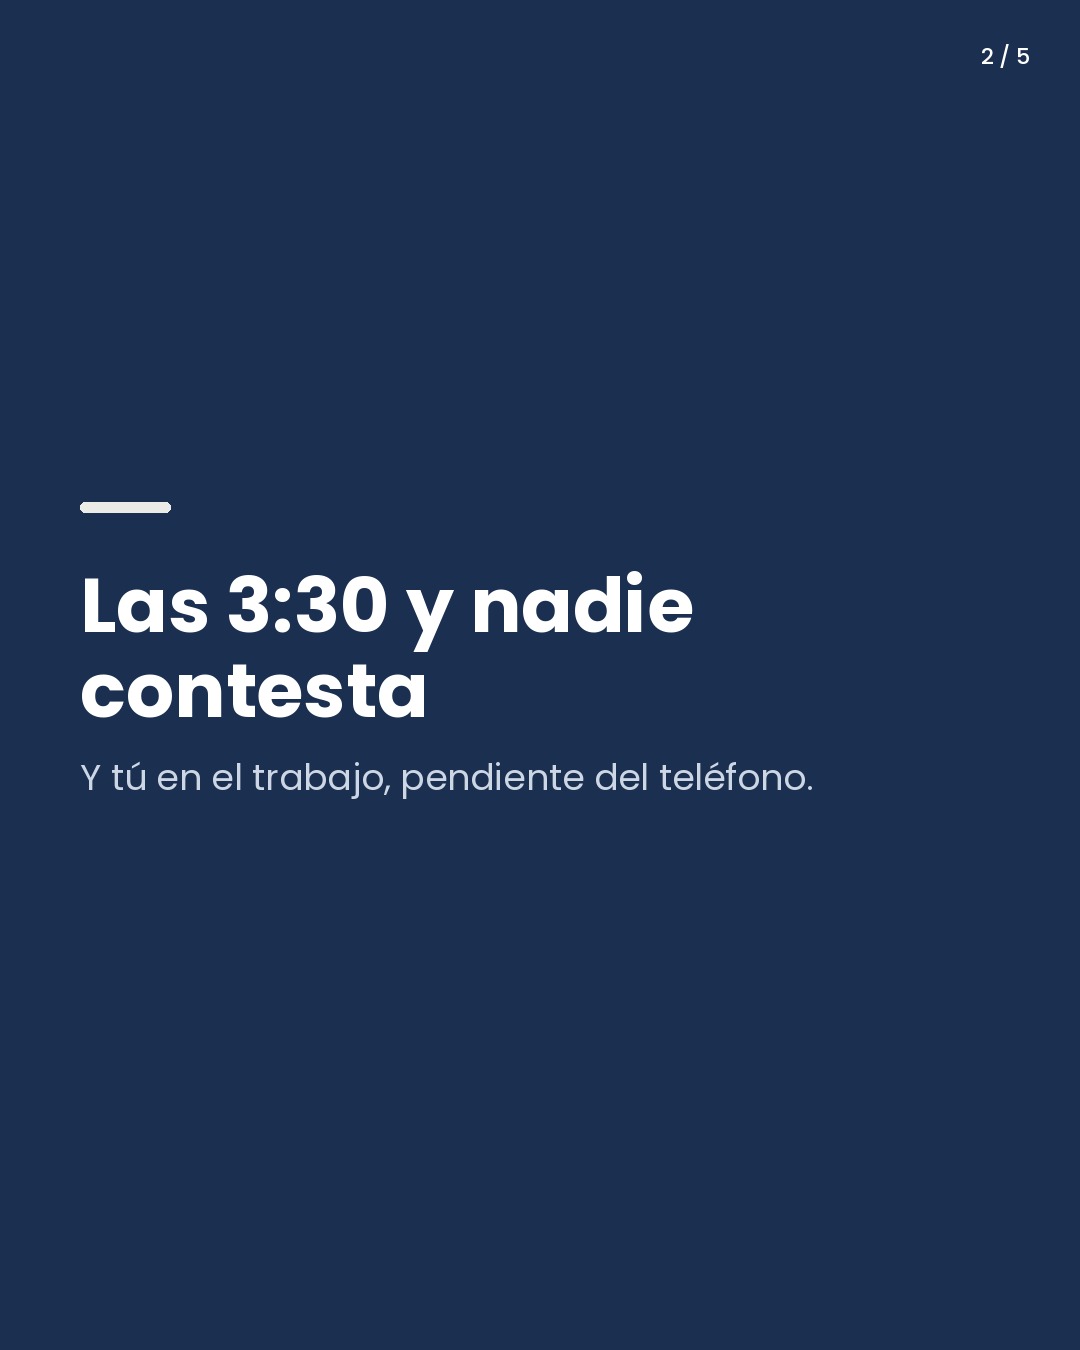 2 / 5
Las 3:30 y nadie
contesta
Y tú en el trabajo, pendiente del teléfono.